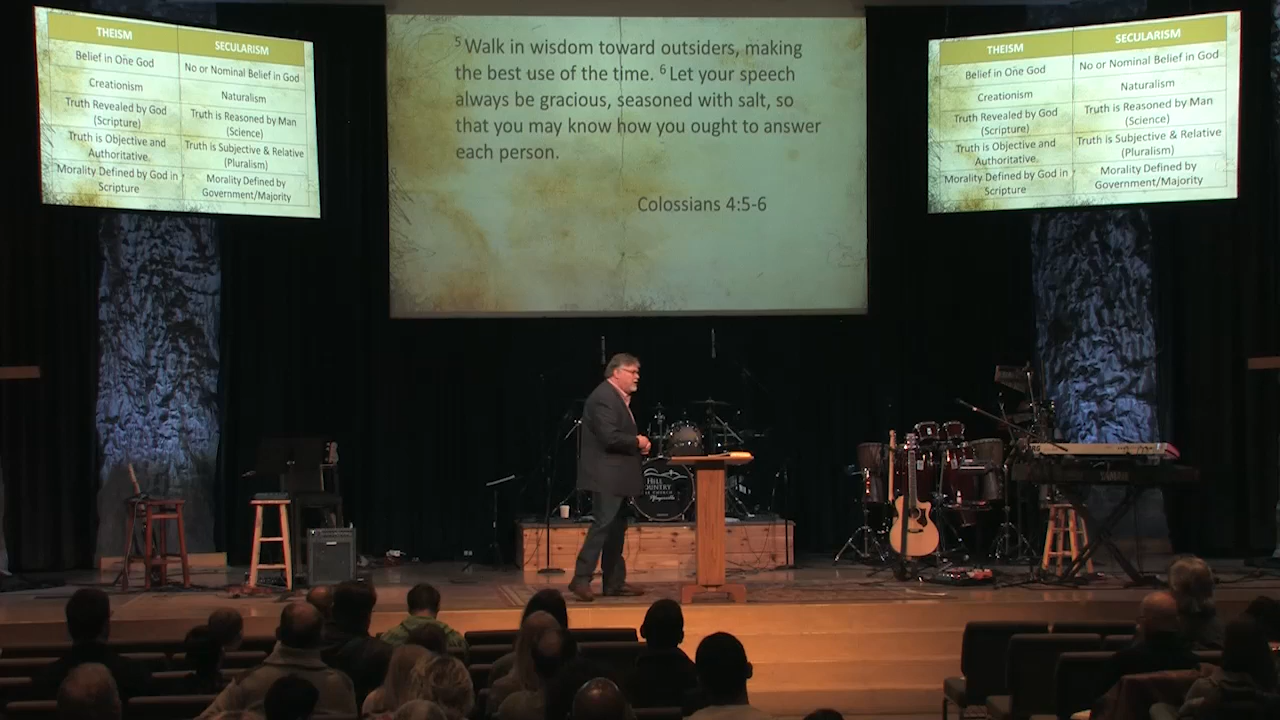 THEISM SECULARISM
Belief in One God No or Nominal Belief in God
Creationism Naturalism
Truth Revealed by God Truth is Reasoned by Man
(Scripture) (Science)
Truth is Objective and Truth is Subjective & Relative
Authoritative (Pluralism)
Morality Defined by God in Morality Defined by
Scripture Government/Majority
5 Walk in wisdom toward outsiders, making
the best use of the time. 6 Let your speech
always be gracious, seasoned with salt, so
that you may know how you ought to answer
each person.
Colossians 4:5-6
THEISM SECULARISM
Belief in One God No or Nominal Belief in God
Creationism Naturalism
Truth Revealed by God Truth is Reasoned by Man
(Scripture) (Science)
Truth is Objective and Truth is Subjective & Relative
Authoritative (Pluralism)
Morality Defined by God in Morality Defined by
Scripture Government/Majority
HILL
COUNTRY
CHURCH